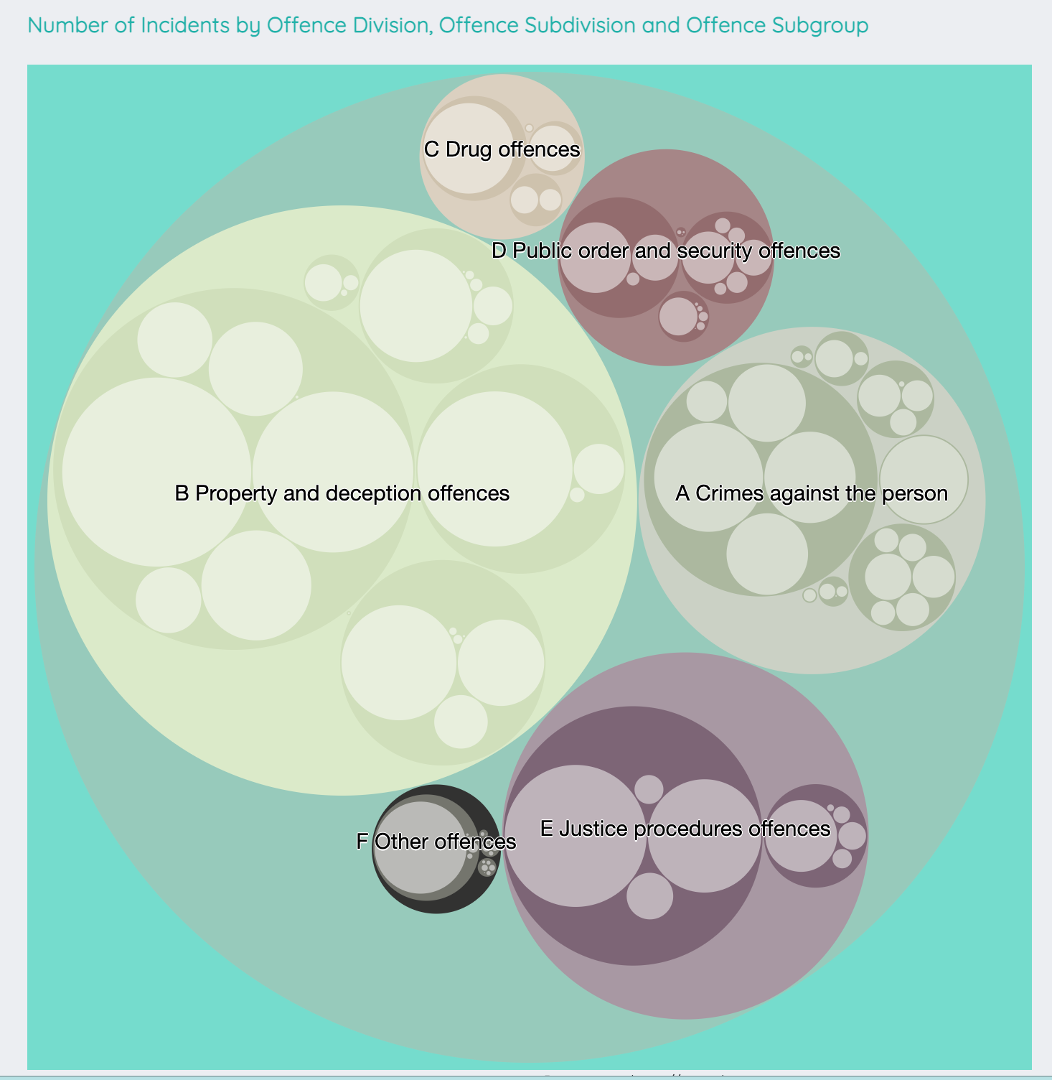 Number of Incidents by Offence Division, Offence Subdivision and Offence Subgroup
C Drug offences
D Public order and security offences
B Property and deception offences
A Crimes against the person
E Justice procedures offences
F Other offences